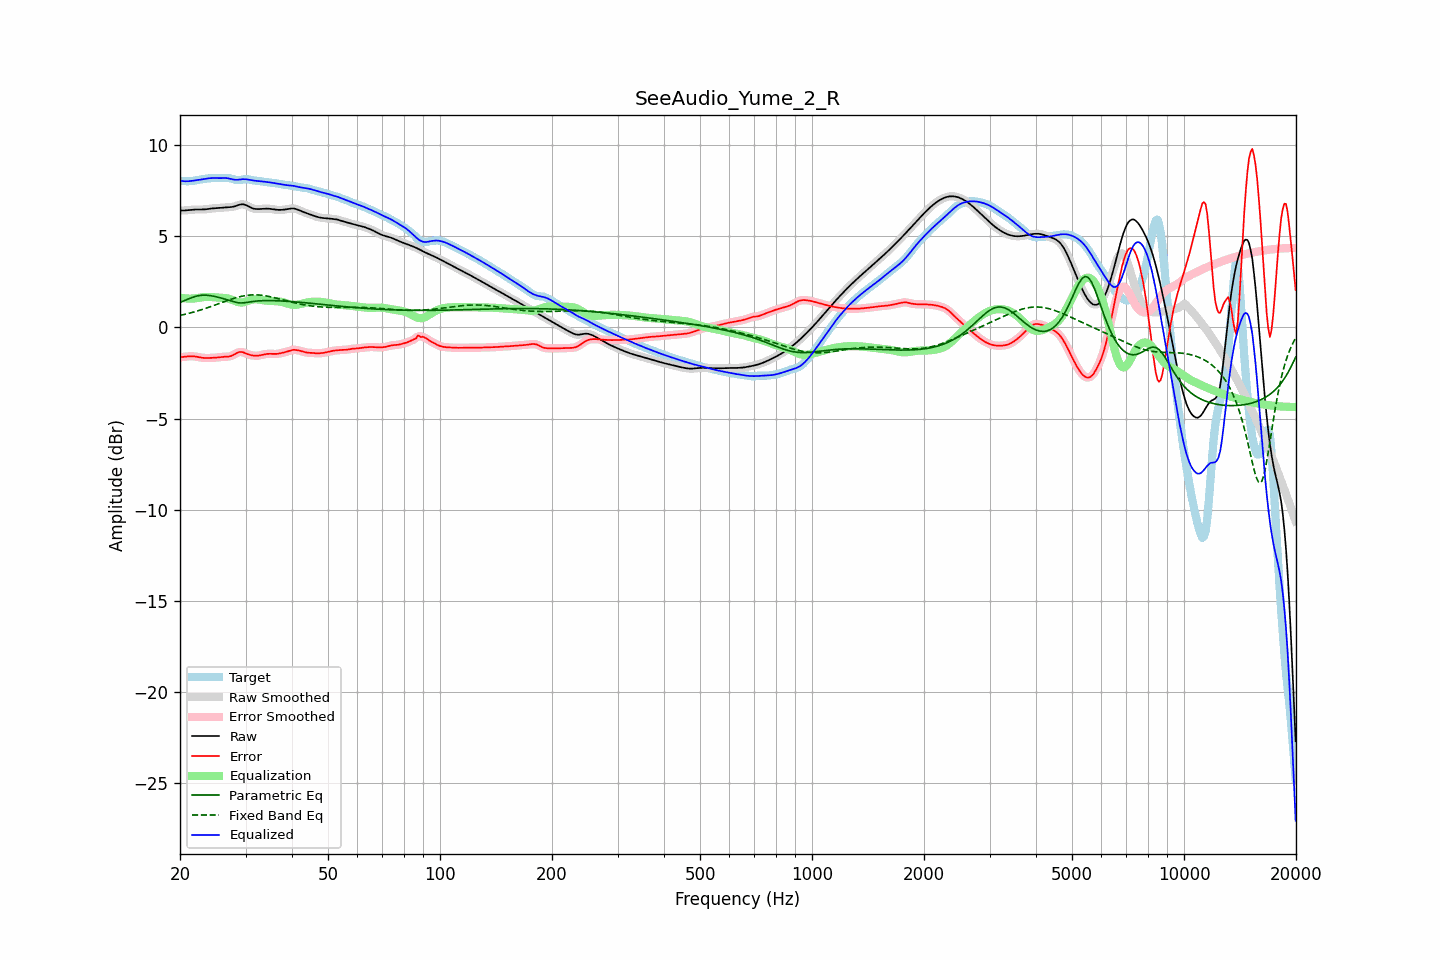 SeeAudio_Yume_2_R
10
5
0
−5
−10
−15
−20
−25
Amplitude (dBr)
Target
Raw Smoothed
Error Smoothed
Raw
Error
Equalization
Parametric Eq
Fixed Band Eq
Equalized
20 50 100 200 500 1000 2000 5000 10000 20000
Frequency (Hz)